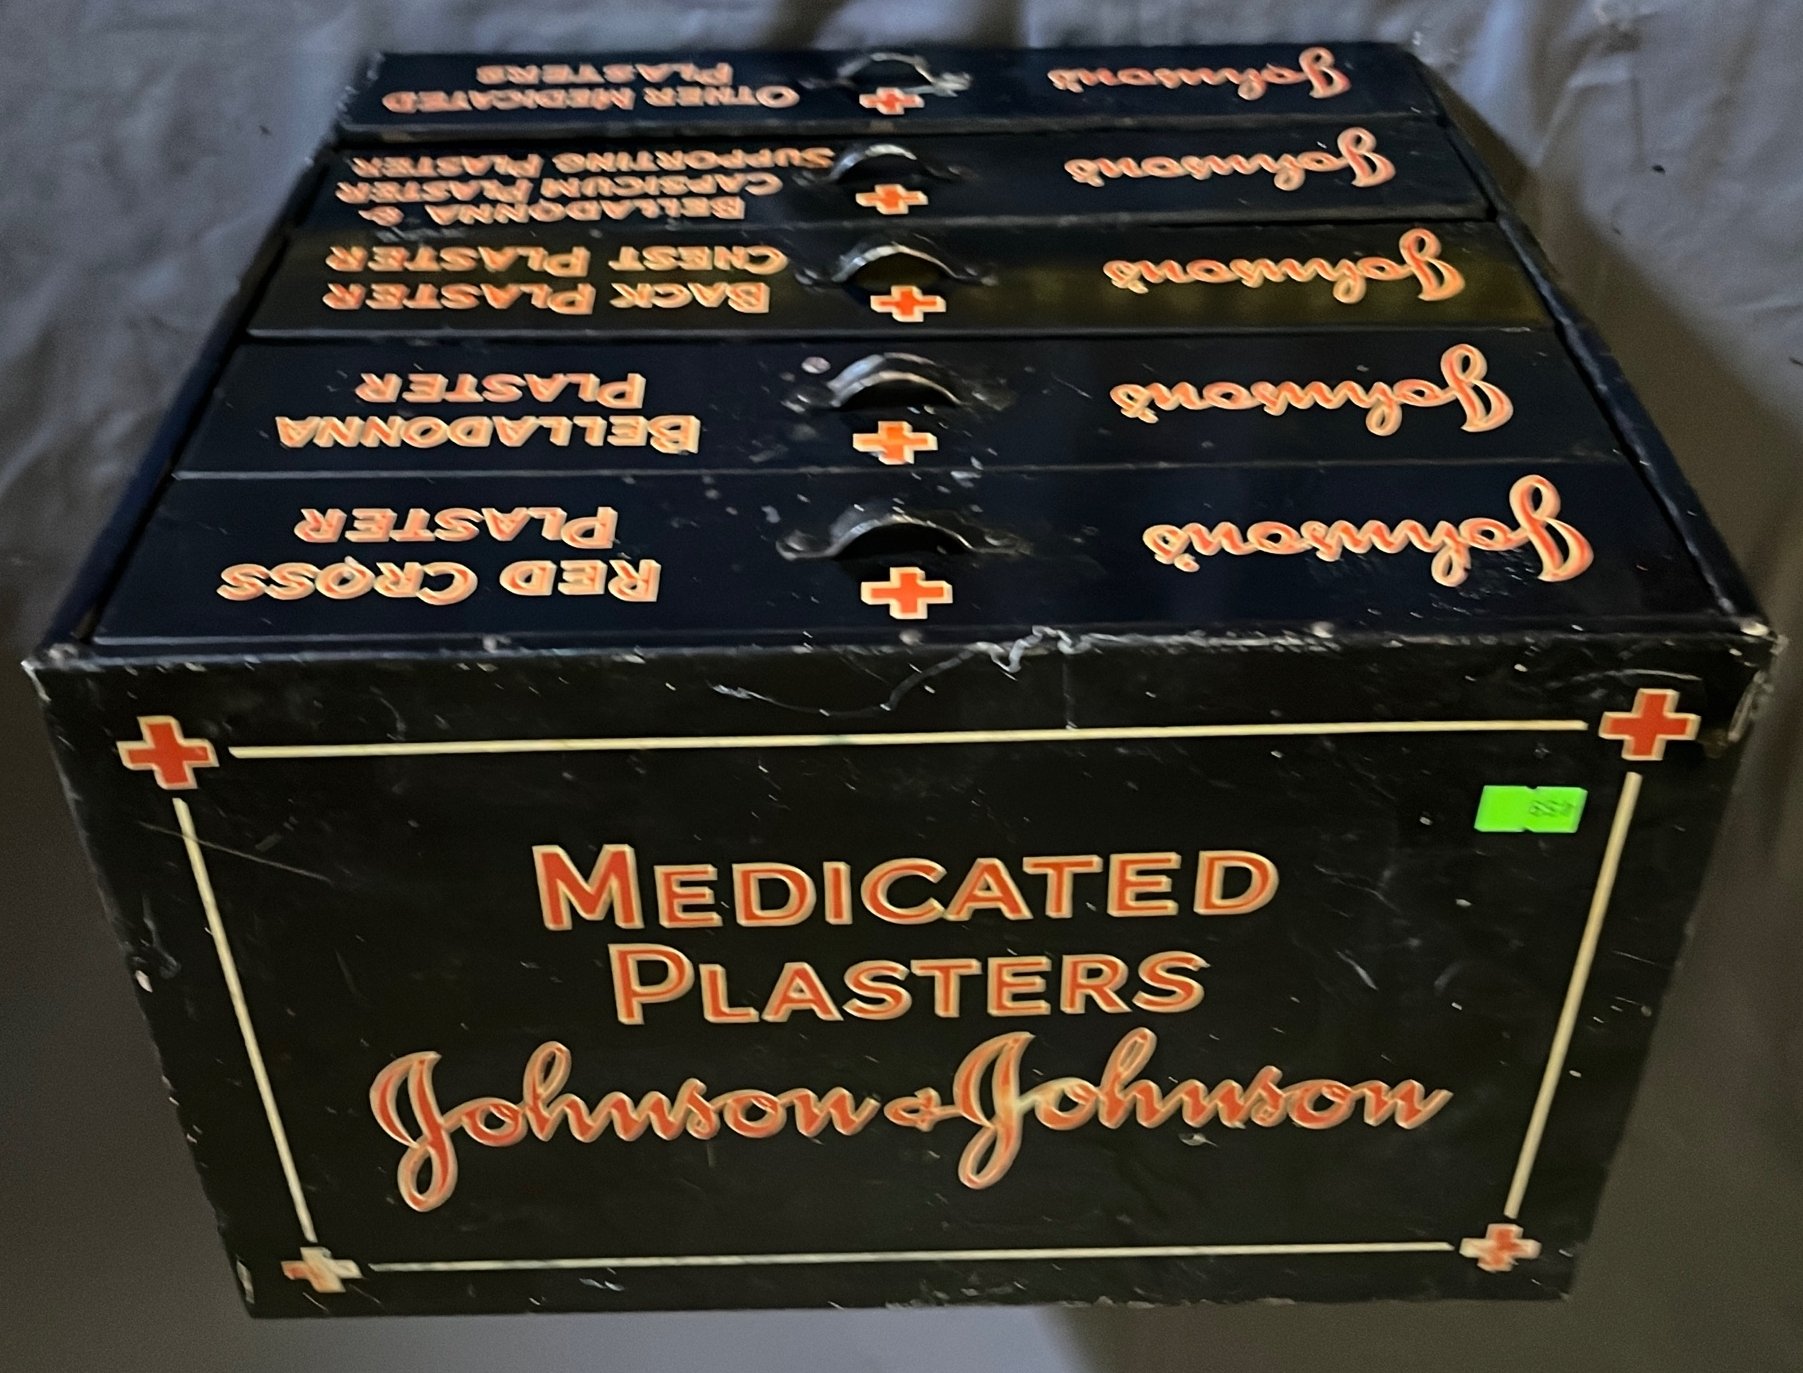 MEDICATED
PLASTERS
Johnson & Johnson
Johnson's
RED CROSS
PLASTER
Johnson's
BELLADONNA
PLASTER
Johnson's
BACK PLASTER
CHEST PLASTER
Johnson's
BELLADONNA &
CAPSICUM PLASTER
SUPPORTING PLASTER
Johnson's
OTHER MEDICATED
PLASTERS